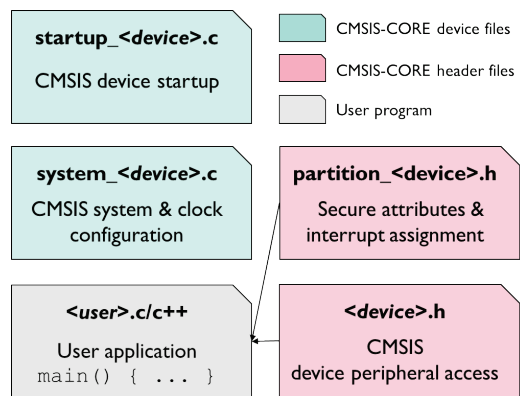 startup_<device>.c
CMSIS device startup
CMSIS-CORE device files
CMSIS-CORE header files
User program
system_<device>.c
CMSIS system & clock
configuration
partition_<device>.h
Secure attributes &
interrupt assignment
<user>.c/c++
User application
main() { ... }
<device>.h
CMSIS
device peripheral access